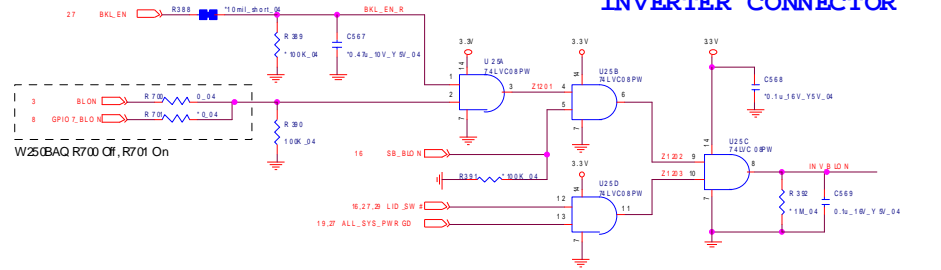 INVERTER CONNECTOR
27 BKL_EN R388 *10mil_short_04 BKL_EN_R
R389
*100K_04
C567
*0.47u_10V_Y5V_04
3.3V
U25A
74LVC08PW
14
1
2
3
7
Z1201
3.3V
U25B
74LVC08PW
14
4
5
6
7
3.3V
C568
*0.1u_16V_Y5V_04
3 BLON R700 0_04
8 GPIO7_BLON R701 *0_04
W250BAQ R700 Off, R701 On
R390
100K_04
16 SB_BLON
R391 *100K_04
Z1202
Z1203
U25C
74LVC08PW
14
9
10
8
7
INV_BLON
R392
*1M_04
C569
0.1u_16V_Y5V_04
3.3V
U25D
74LVC08PW
14
12
13
11
7
16,27,29 LID_SW#
19,27 ALL_SYS_PWRGD